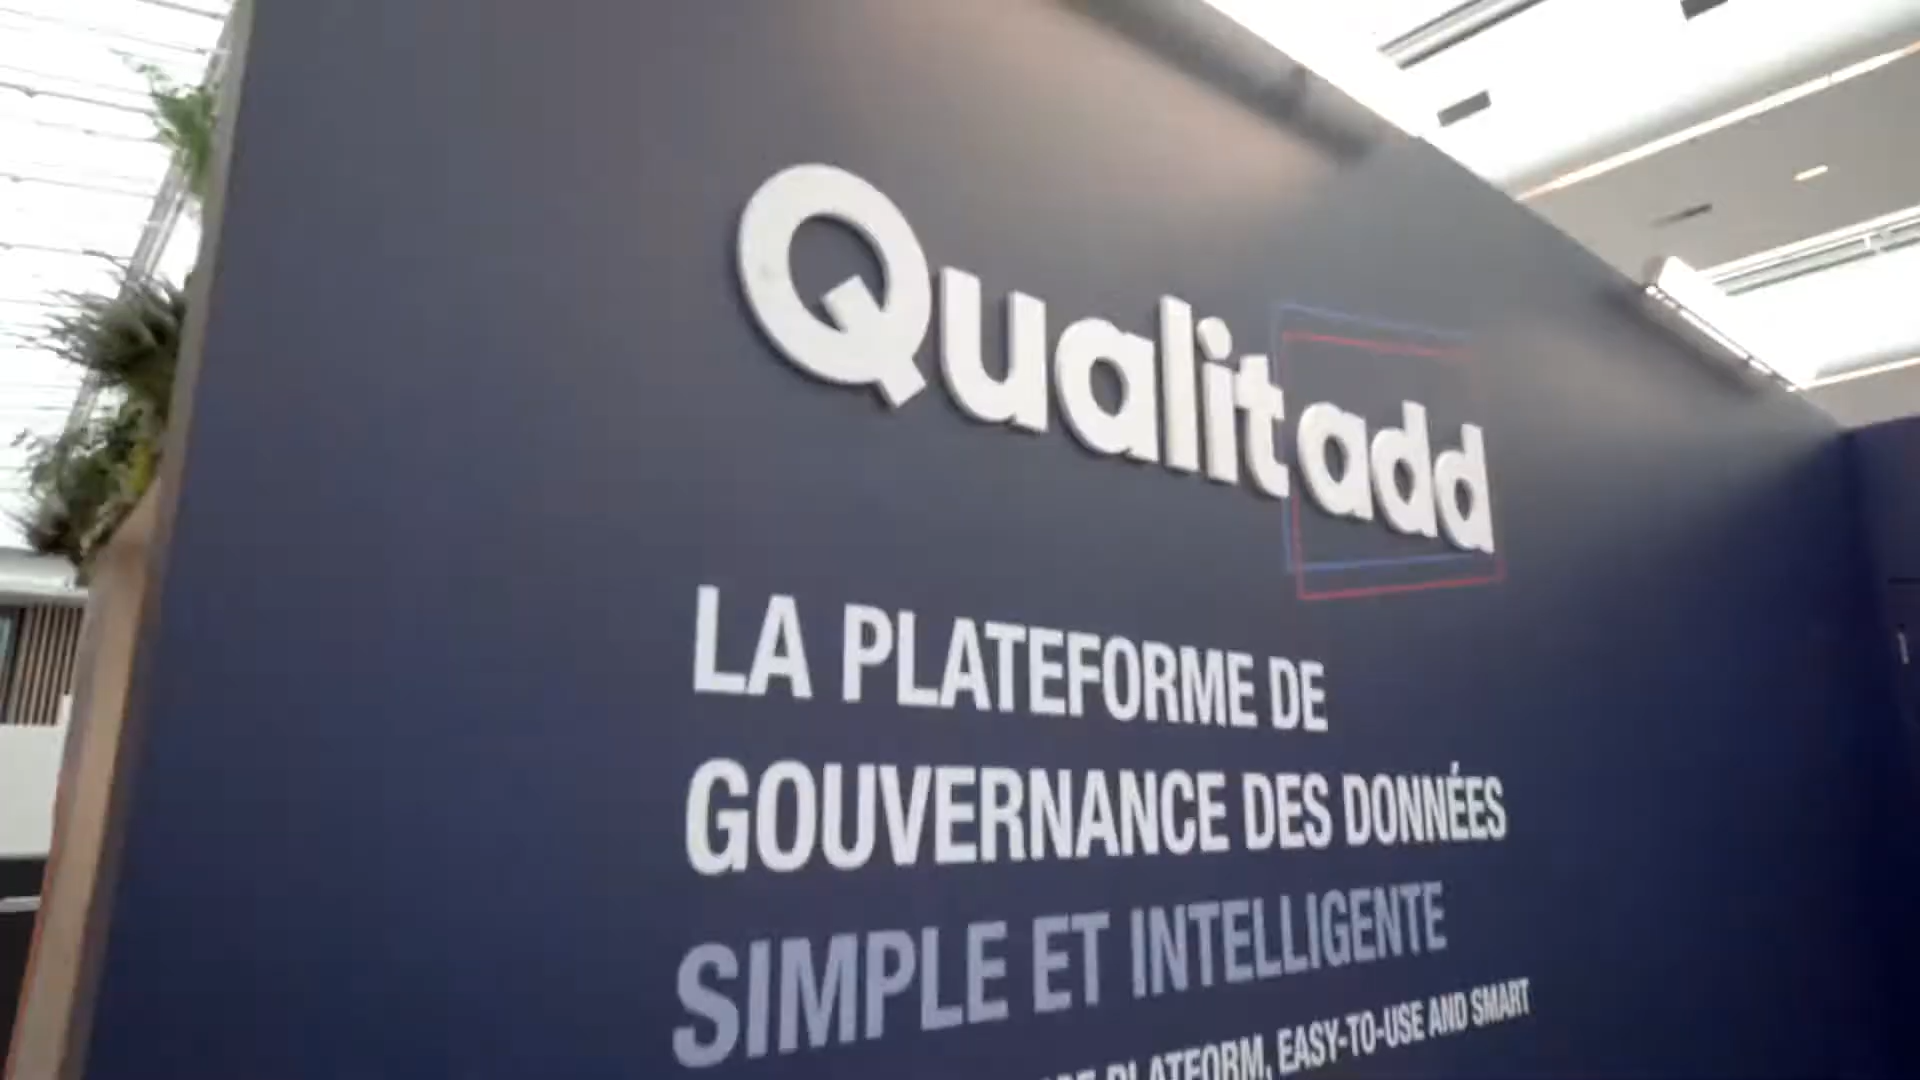 Qualitadd
LA PLATEFORME DE
GOUVERNANCE DES DONNÉES
SIMPLE ET INTELLIGENTE
PLATFORM, EASY-TO-USE AND SMART